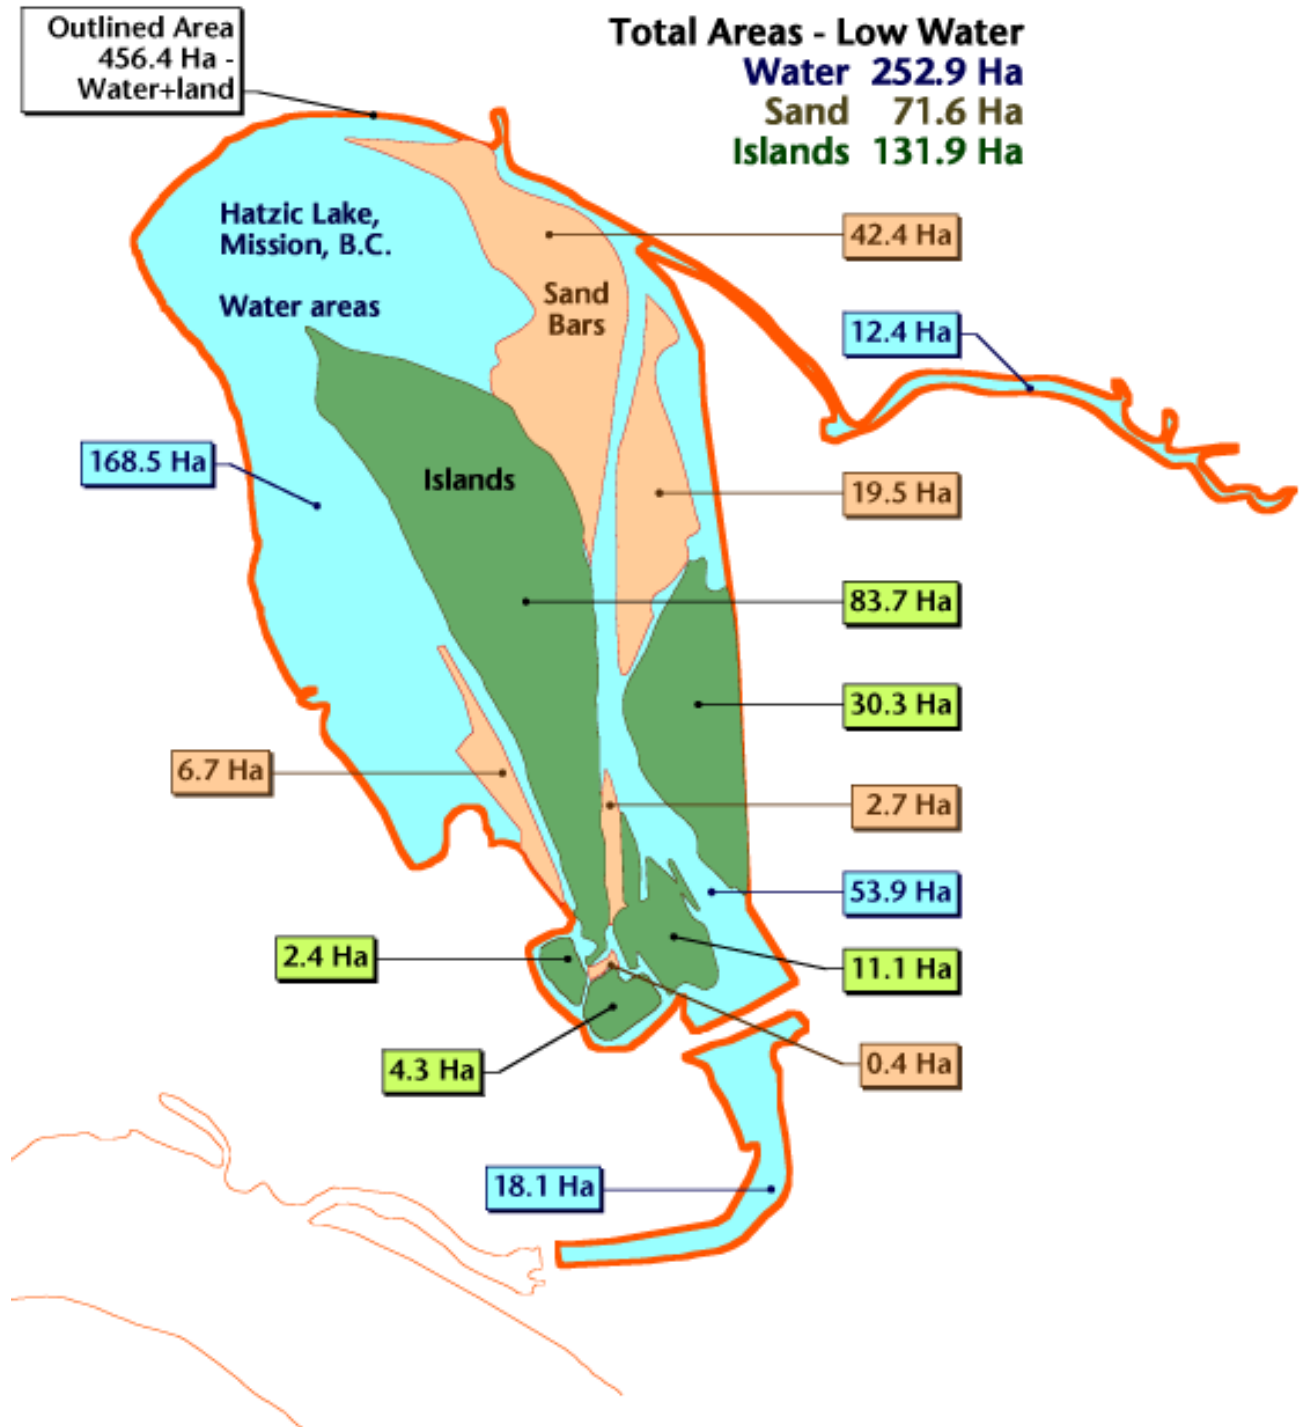 Outlined Area
456.4 Ha -
Water+land
Total Areas - Low Water
Water 252.9 Ha
Sand 71.6 Ha
Islands 131.9 Ha
Hatzic Lake,
Mission, B.C.
Water areas
Sand
Bars
42.4 Ha
12.4 Ha
168.5 Ha
Islands
19.5 Ha
83.7 Ha
30.3 Ha
6.7 Ha
2.7 Ha
53.9 Ha
2.4 Ha
11.1 Ha
4.3 Ha
0.4 Ha
18.1 Ha